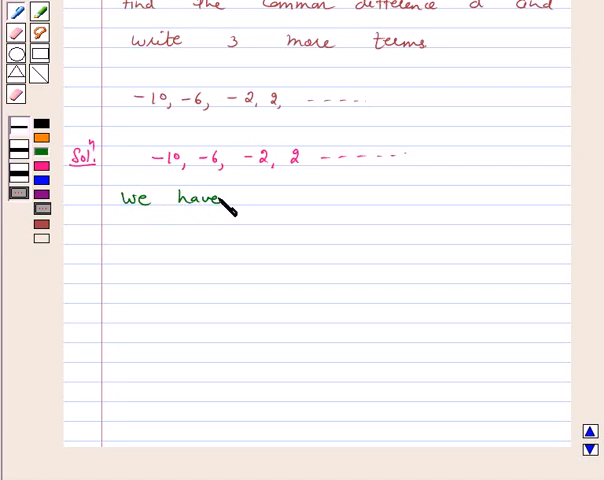 find the common difference d and
write 3 more terms
-10, -6, -2, 2, ------
Solⁿ. -10, -6, -2, 2 -------
we have